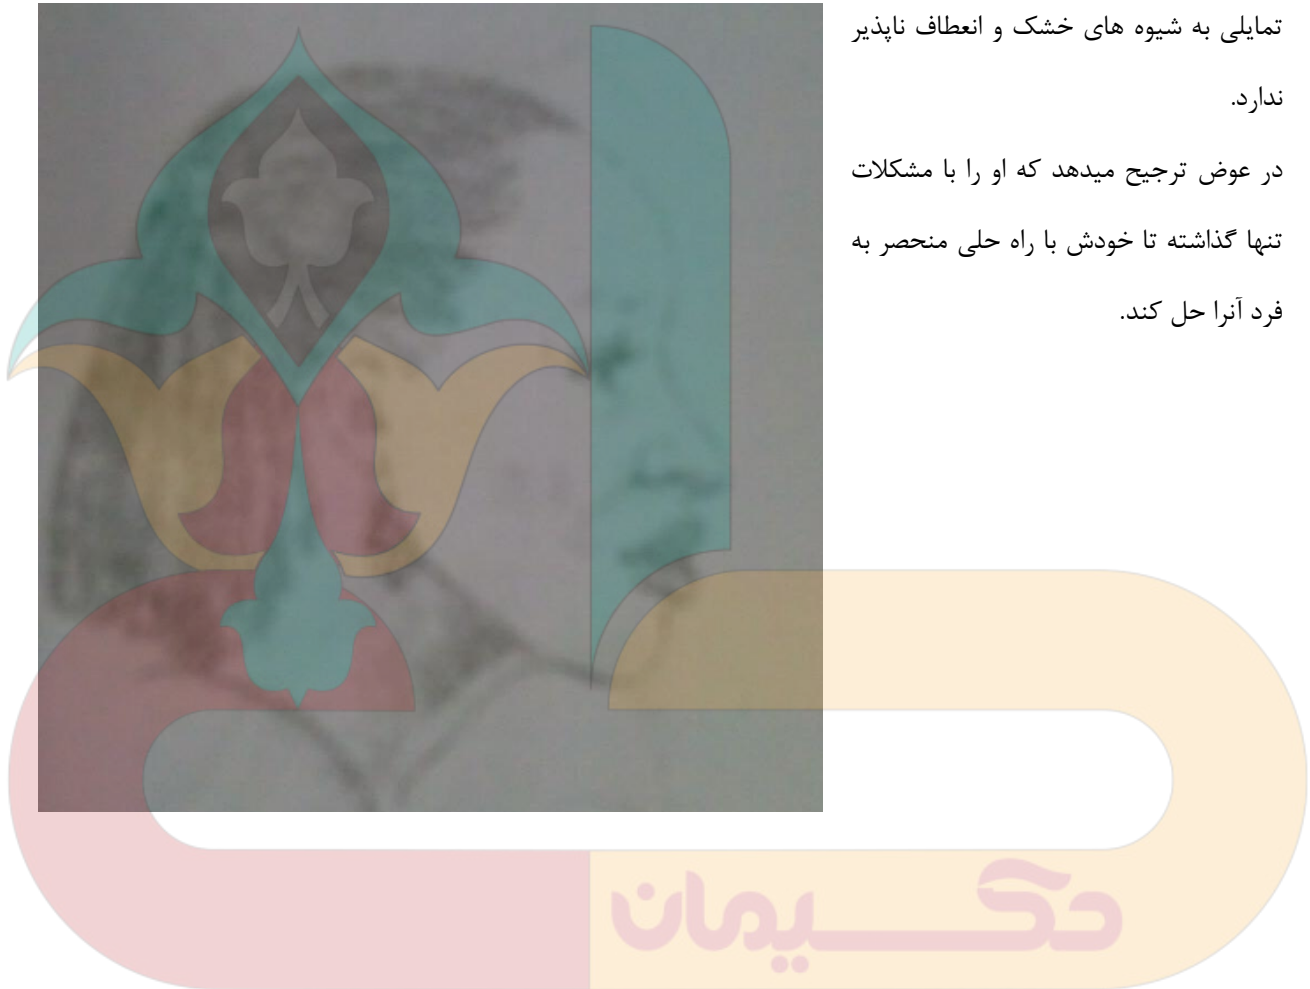 تمایلی به شیوه های خشک و انعطاف ناپذیر
ندارد.
در عوض ترجیح میدهد که او را با مشکلات
تنها گذاشته تا خودش با راه حلی منحصر به
فرد آنرا حل کند.
حکیمان